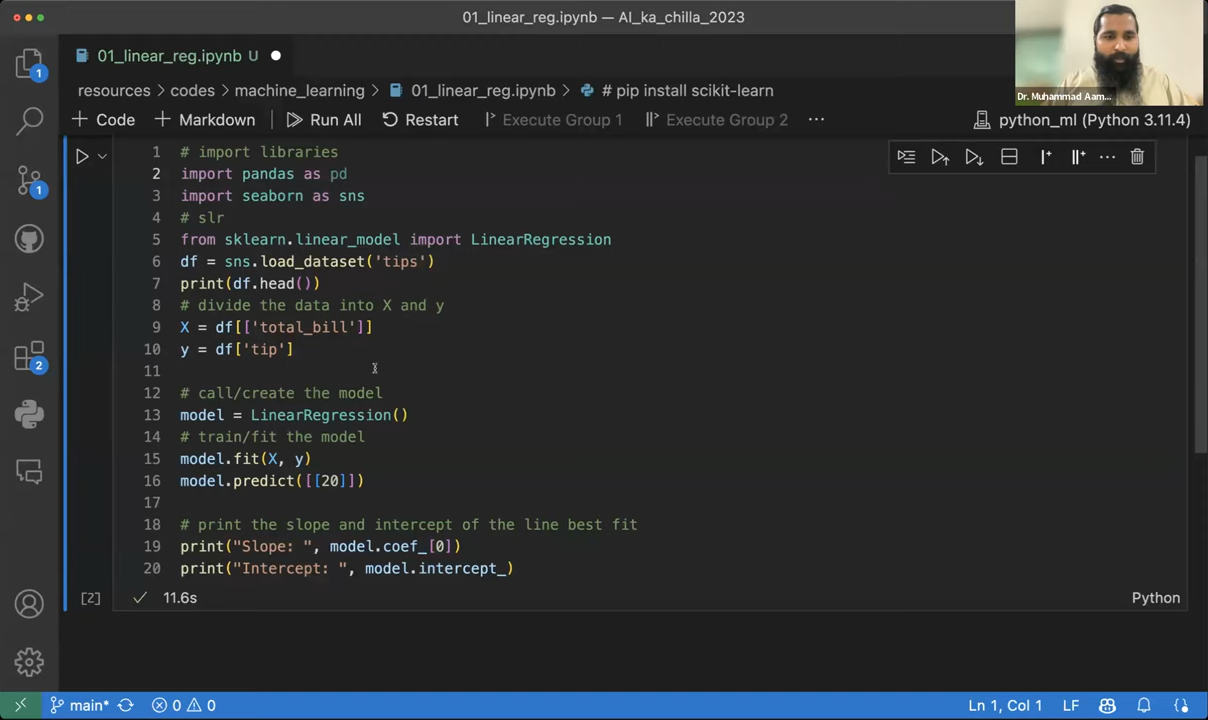 01_linear_reg.ipynb — AI_ka_chilla_2023
01_linear_reg.ipynb U
resources > codes > machine_learning > 01_linear_reg.ipynb > # pip install scikit-learn
+ Code + Markdown Run All Restart Execute Group 1 Execute Group 2 ... python_ml (Python 3.11.4)
Dr. Muhammad Aam...
1 # import libraries
2 import pandas as pd
3 import seaborn as sns
4 # slr
5 from sklearn.linear_model import LinearRegression
6 df = sns.load_dataset('tips')
7 print(df.head())
8 # divide the data into X and y
9 X = df[['total_bill']]
10 y = df['tip']
11
12 # call/create the model
13 model = LinearRegression()
14 # train/fit the model
15 model.fit(X, y)
16 model.predict([[20]])
17
18 # print the slope and intercept of the line best fit
19 print("Slope: ", model.coef_[0])
20 print("Intercept: ", model.intercept_)
[2] 11.6s Python
1
1
2
main* 0 0 Ln 1, Col 1 LF